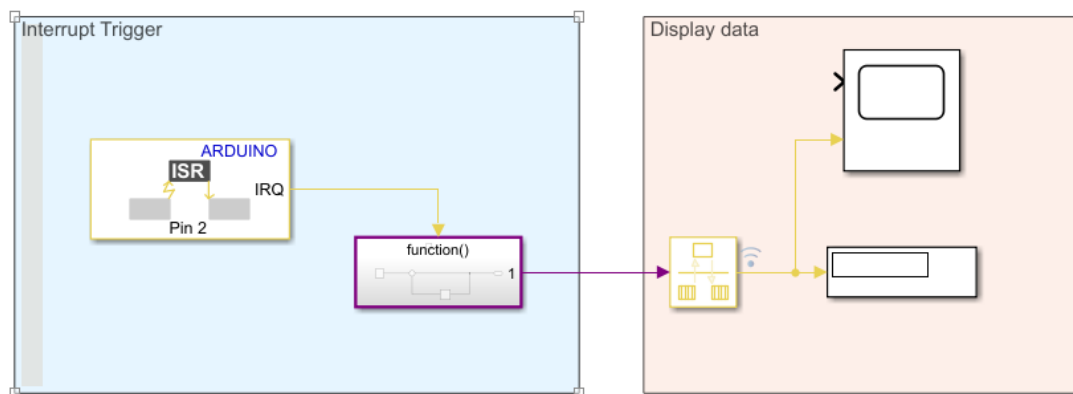 Interrupt Trigger
ARDUINO
ISR
IRQ
Pin 2
function()
1
Display data